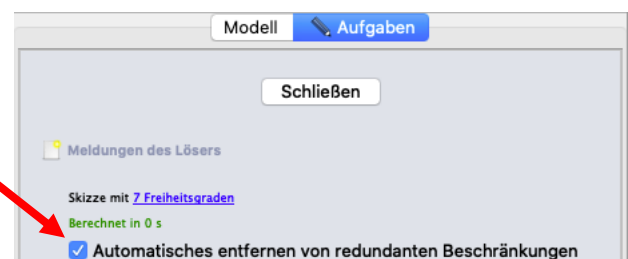 Modell Aufgaben
Schließen
Meldungen des Lösers
Skizze mit 7 Freiheitsgraden
Berechnet in 0 s
Automatisches entfernen von redundanten Beschränkungen